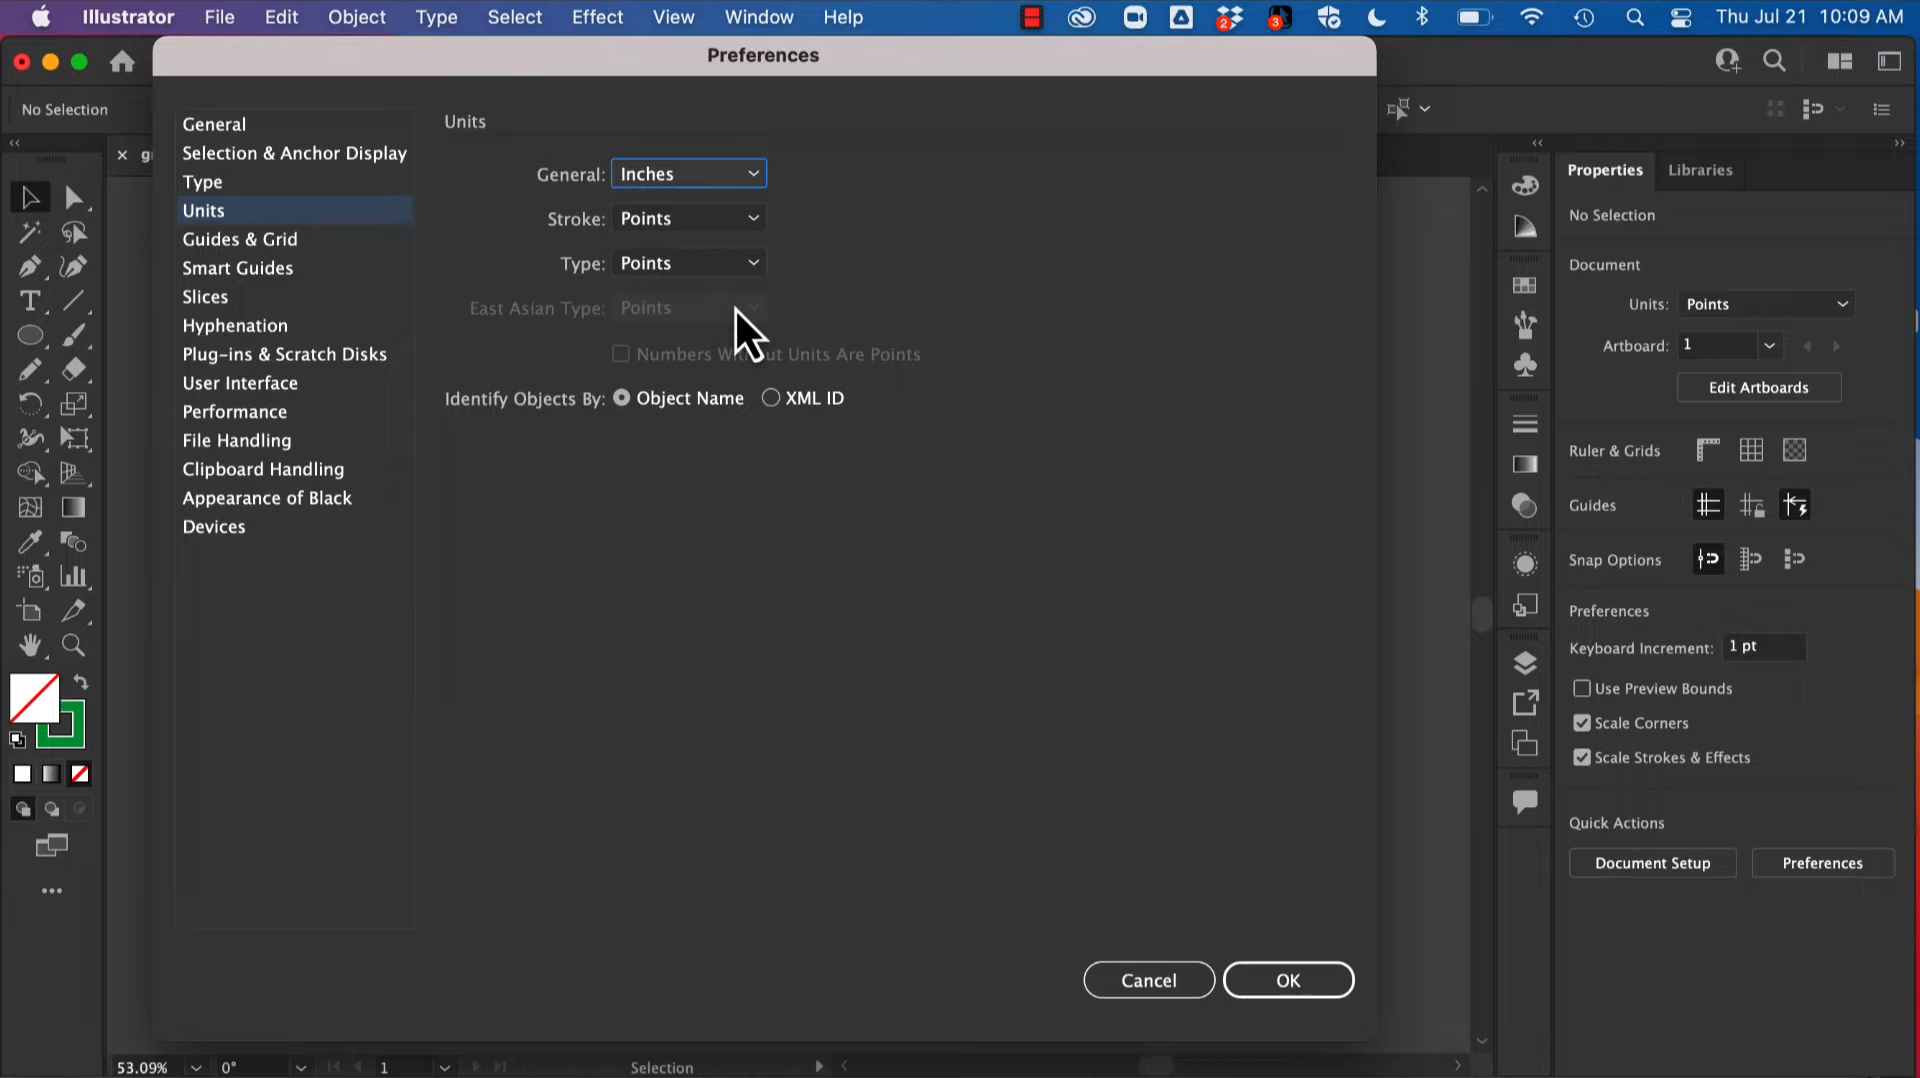 Illustrator File Edit Object Type Select Effect View Window Help 2 3 Thu Jul 21 10:09 AM
Preferences
No Selection
General
Selection & Anchor Display
Type
Units
Guides & Grid
Smart Guides
Slices
Hyphenation
Plug-ins & Scratch Disks
User Interface
Performance
File Handling
Clipboard Handling
Appearance of Black
Devices
Units
General: Inches
Stroke: Points
Type: Points
East Asian Type: Points
Numbers Units Are Points
Identify Objects By: Object Name XML ID
Cancel OK
Properties Libraries
No Selection
Document
Units: Points
Artboard: 1
Edit Artboards
Ruler & Grids
Guides
Snap Options
Preferences
Keyboard Increment: 1 pt
Use Preview Bounds
Scale Corners
Scale Strokes & Effects
Quick Actions
Document Setup Preferences
53.09% 0° 1 Selection